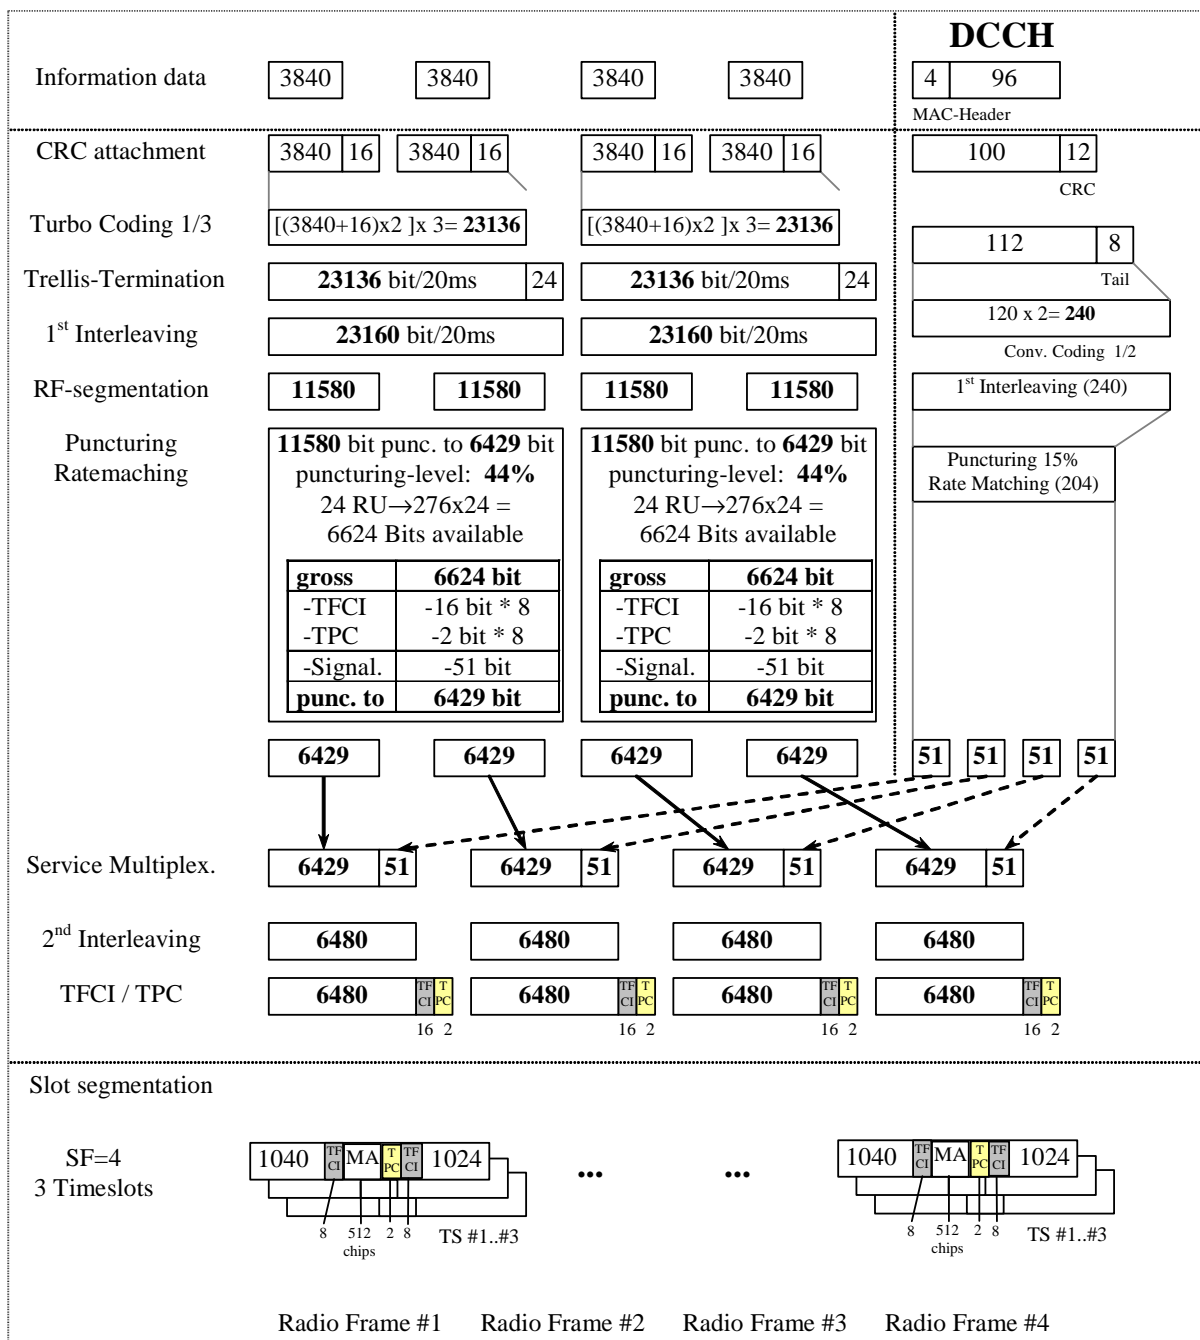 DCCH
Information data 3840 3840 3840 3840 4 96
MAC-Header
CRC attachment 3840 16 3840 16 3840 16 3840 16 100 12
CRC
Turbo Coding 1/3 [(3840+16)x2 ]x 3= 23136 [(3840+16)x2 ]x 3= 23136 112 8
Tail
Trellis-Termination 23136 bit/20ms 24 23136 bit/20ms 24
120 x 2= 240
1st Interleaving 23160 bit/20ms 23160 bit/20ms
Conv. Coding 1/2
RF-segmentation 11580 11580 11580 11580 1st Interleaving (240)
Puncturing
Ratemaching
11580 bit punc. to 6429 bit
puncturing-level: 44%
24 RU→276x24 =
6624 Bits available
gross 6624 bit
-TFCI -16 bit * 8
-TPC -2 bit * 8
-Signal. -51 bit
punc. to 6429 bit
11580 bit punc. to 6429 bit
puncturing-level: 44%
24 RU→276x24 =
6624 Bits available
gross 6624 bit
-TFCI -16 bit * 8
-TPC -2 bit * 8
-Signal. -51 bit
punc. to 6429 bit
Puncturing 15%
Rate Matching (204)
6429 6429 6429 6429 51 51 51 51
Service Multiplex. 6429 51 6429 51 6429 51 6429 51
2nd Interleaving 6480 6480 6480 6480
TFCI / TPC 6480 TF CI T PC 6480 TF CI T PC 6480 TF CI T PC 6480 TF CI T PC
16 2 16 2 16 2 16 2
Slot segmentation
SF=4
3 Timeslots
1040 TF CI MA T PC TF CI 1024 ... ... 1040 TF CI MA T PC TF CI 1024
8 512 2 8 TS #1..#3 8 512 2 8 TS #1..#3
chips chips
Radio Frame #1 Radio Frame #2 Radio Frame #3 Radio Frame #4